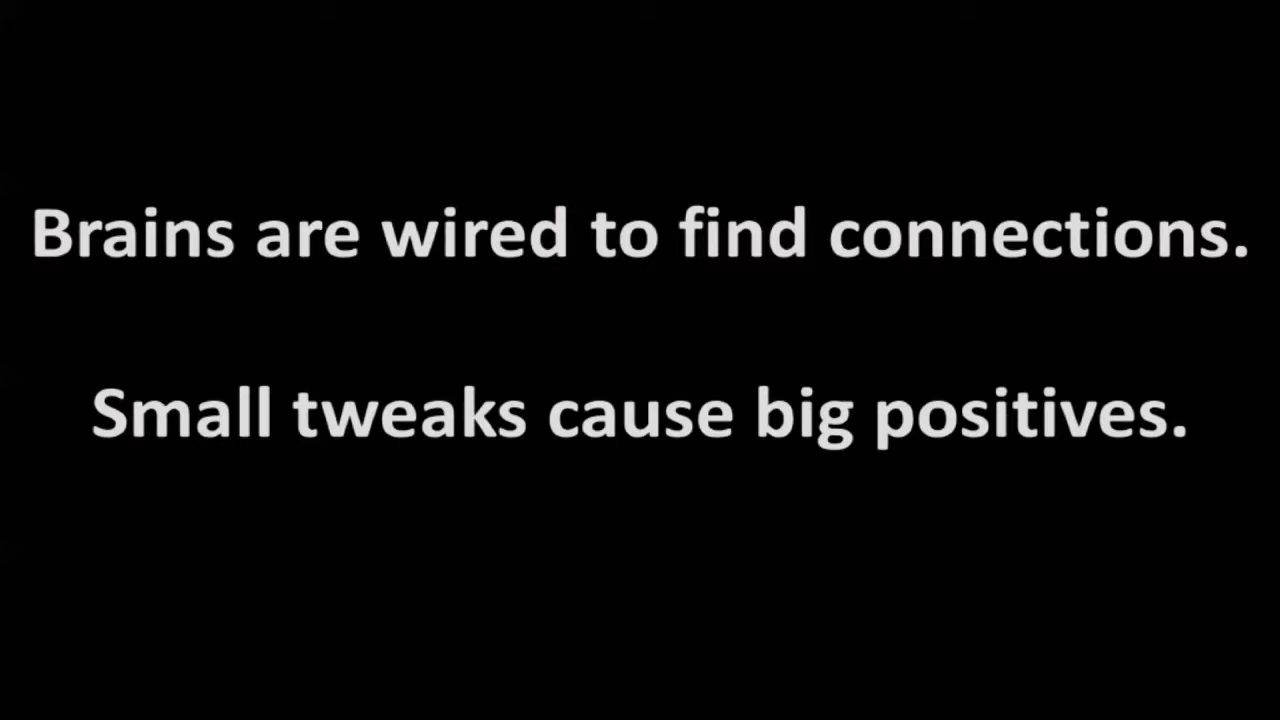 Brains are wired to find connections.
Small tweaks cause big positives.